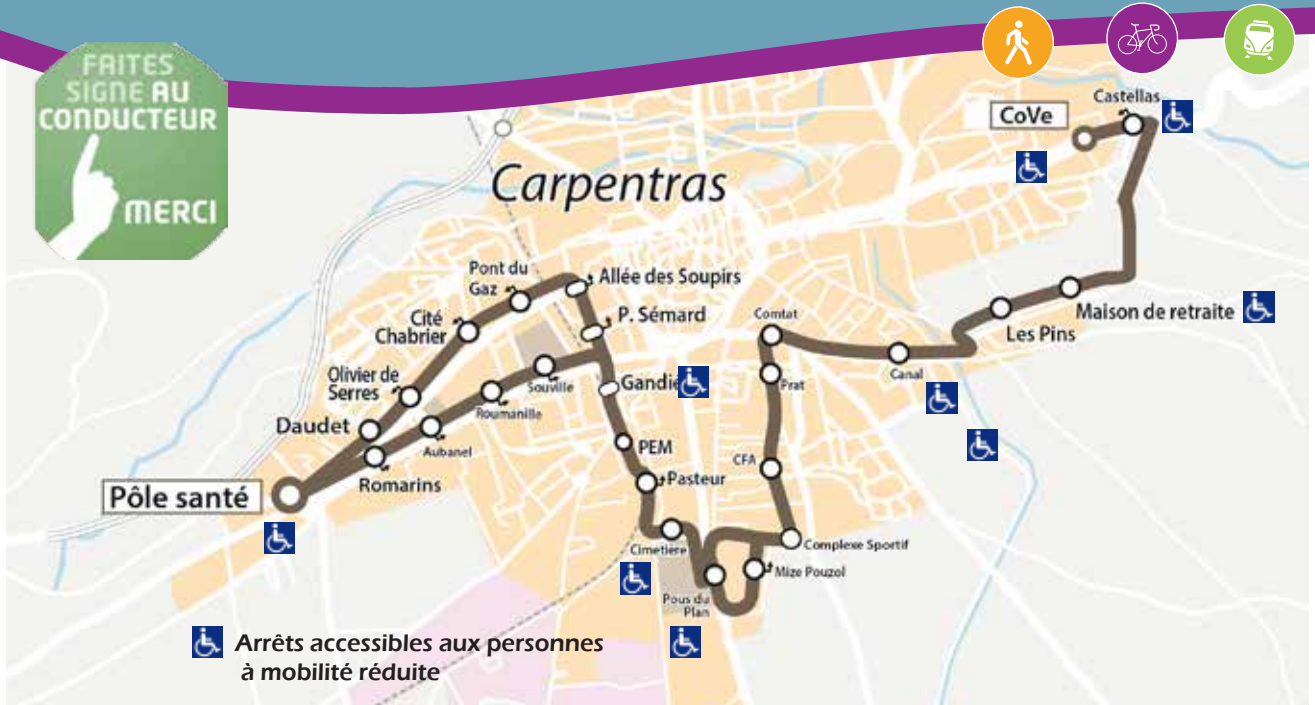 FAITES
SIGNE AU
CONDUCTEUR
MERCI
Carpentras
CoVe
Castellas
Pont du
Gaz
Allée des Soupirs
Cité
Chabrier
P. Sémard
Comtat
Maison de retraite
Les Pins
Olivier de
Serres
Souville
Gandié
Prat
Canal
Daudet
Roumanille
Aubanel
PEM
CFA
Romarins
Pasteur
Pôle santé
Cimetière
Complexe Sportif
Mize Pouzol
Pous du
Plan
Arrêts accessibles aux personnes
à mobilité réduite